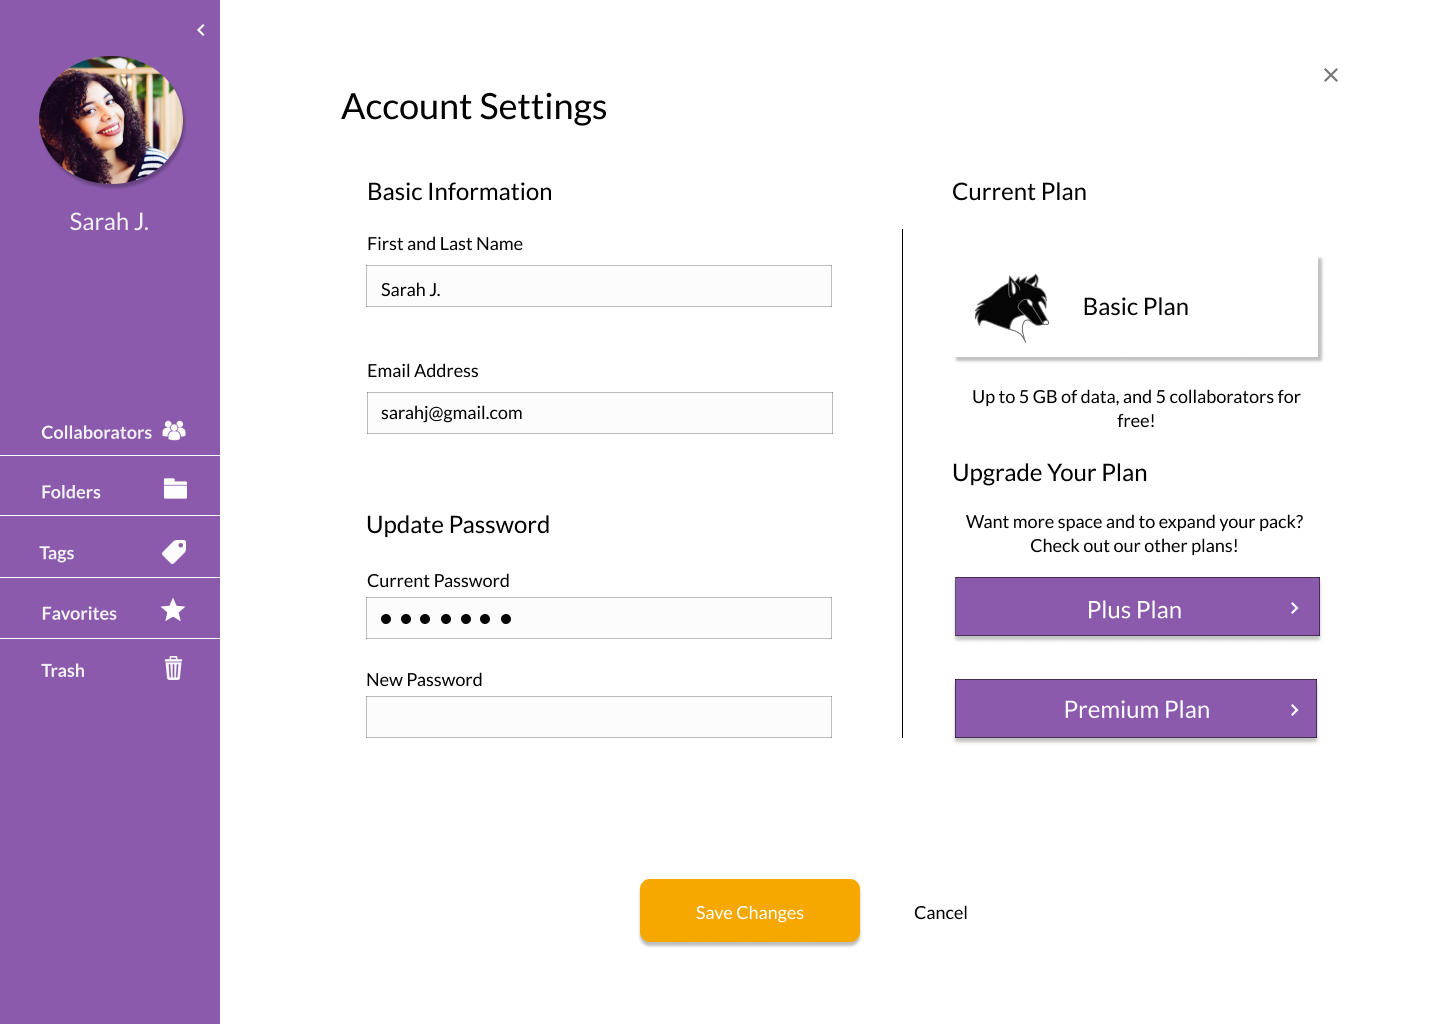 Sarah J.
Collaborators
Folders
Tags
Favorites
Trash
Account Settings
Basic Information
First and Last Name
Sarah J.
Email Address
sarahj@gmail.com
Update Password
Current Password
New Password
Current Plan
Basic Plan
Up to 5 GB of data, and 5 collaborators for
free!
Upgrade Your Plan
Want more space and to expand your pack?
Check out our other plans!
Plus Plan
Premium Plan
Save Changes
Cancel